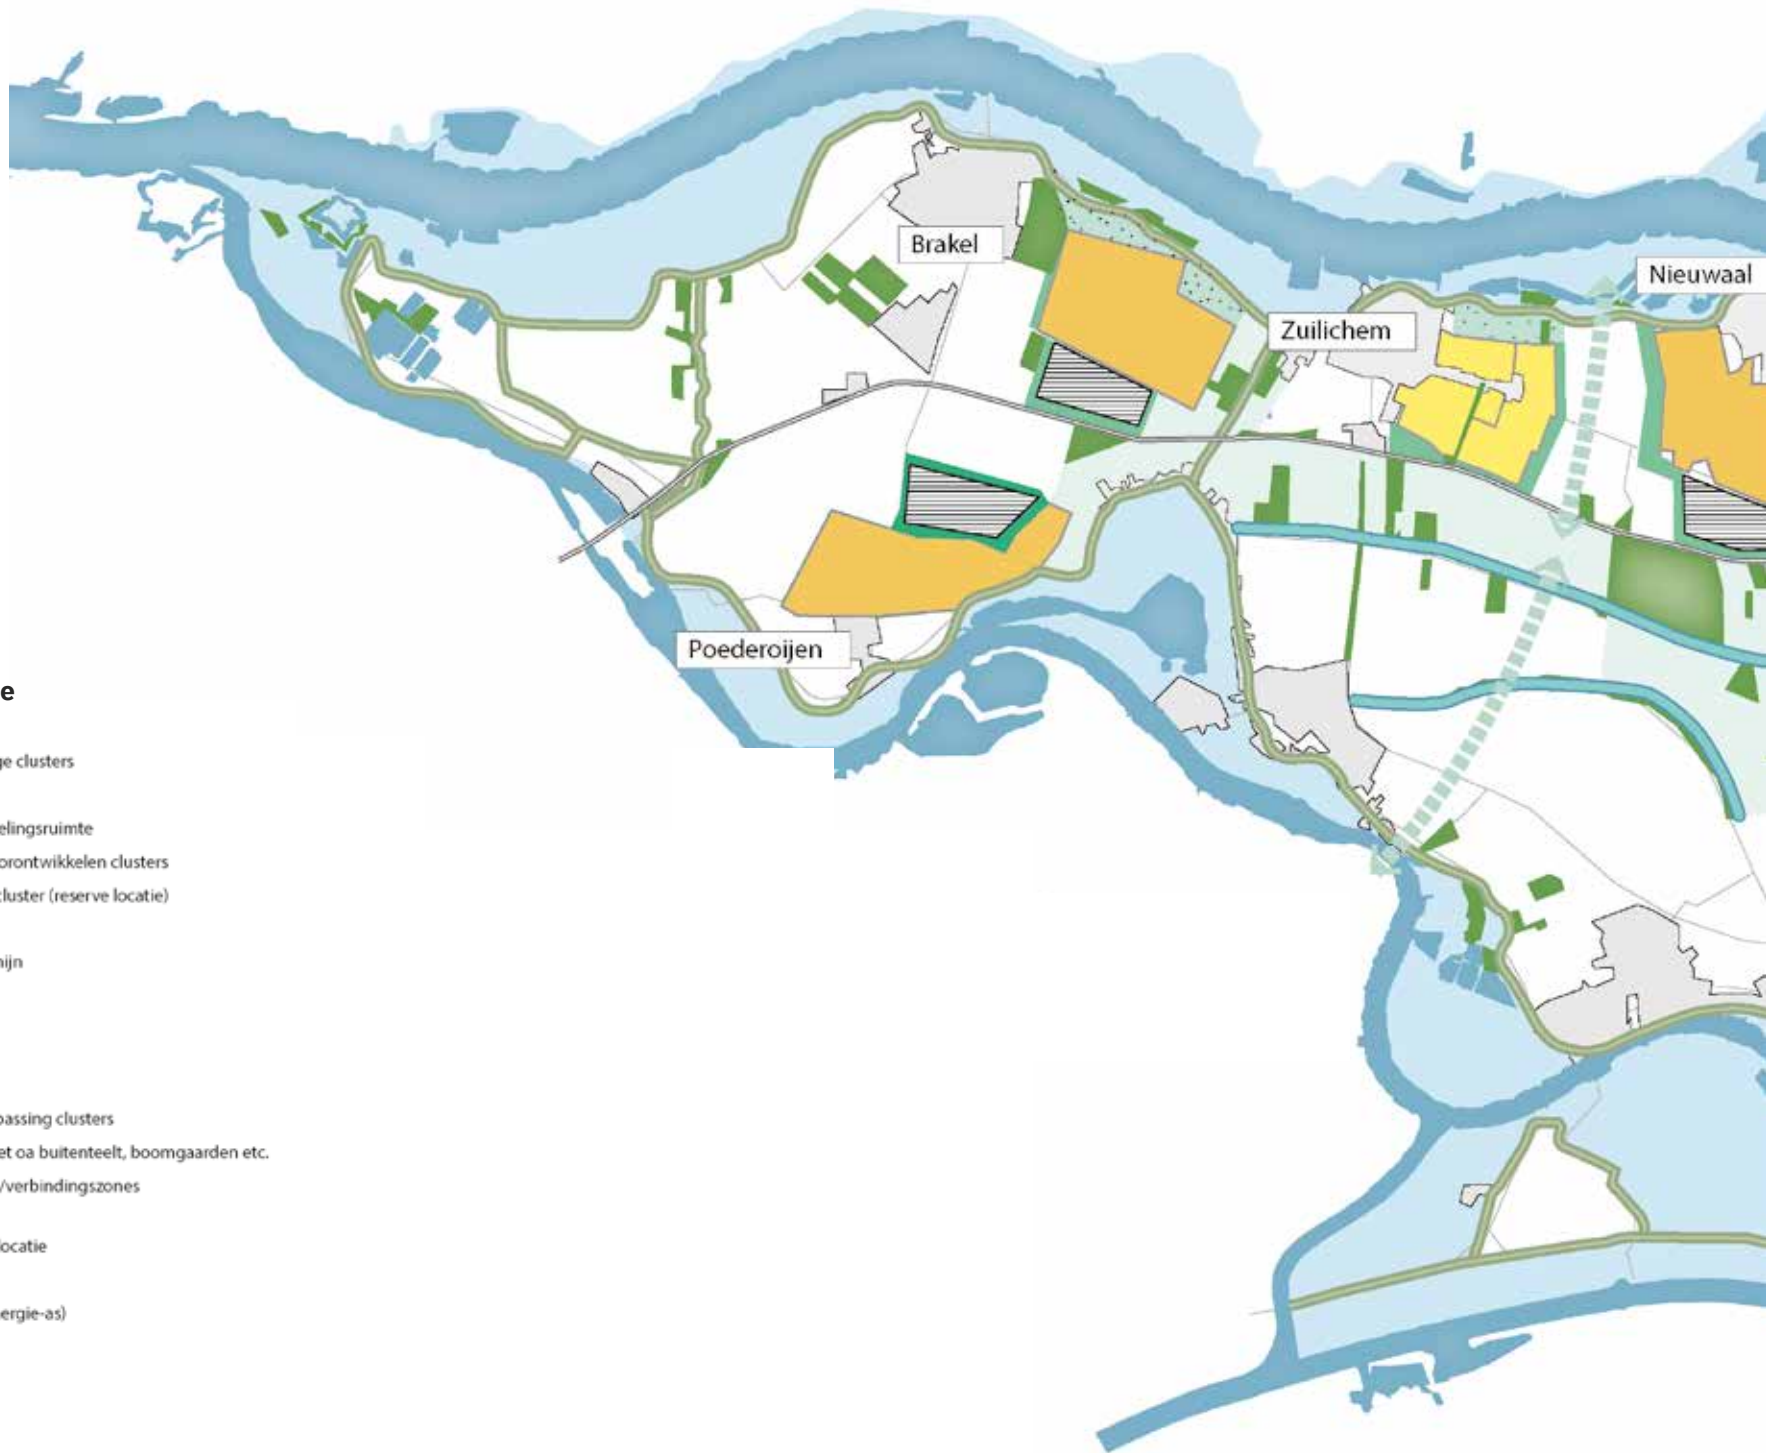 Brakel
Nieuwaal
Zuilichem
Poederoijen
e
ge clusters
elingsruimte
orontwikkelen clusters
cluster (reserve locatie)
nijn
passing clusters
et oa buitenteelt, boomgaarden etc.
/verbindingszones
locatie
ergie-as)